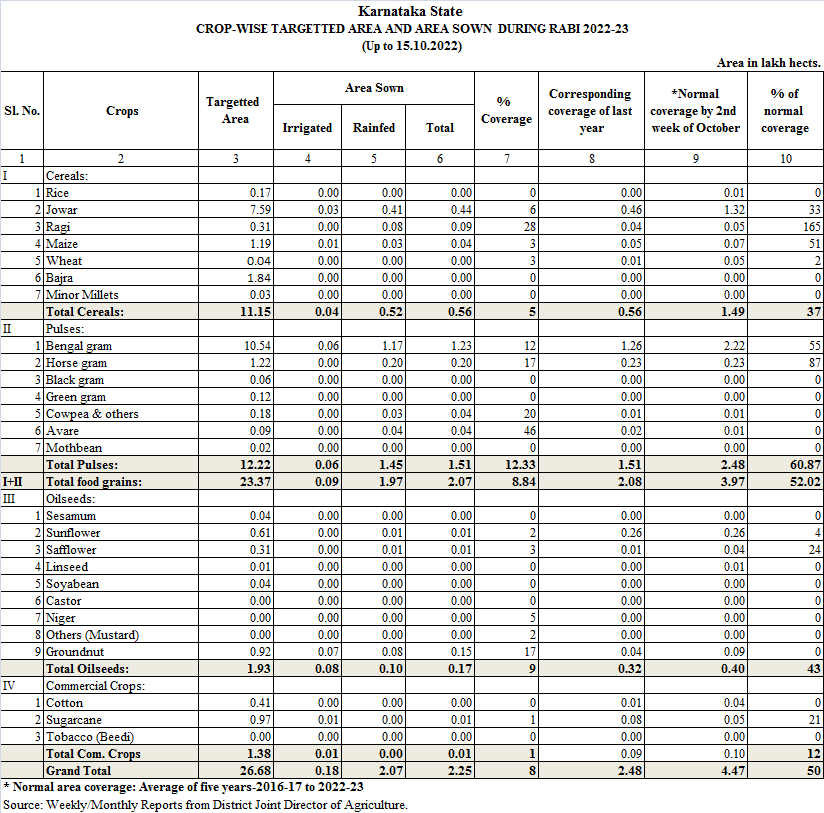 Karnataka State
CROP-WISE TARGETTED AREA AND AREA SOWN DURING RABI 2022-23
(Up to 15.10.2022)
Area in lakh hects.
Sl. No. Crops Targetted Area Area Sown % Coverage Corresponding coverage of last year *Normal coverage by 2nd week of October % of normal coverage
Irrigated Rainfed Total
1 2 3 4 5 6 7 8 9 10
I Cereals:
1 Rice 0.17 0.00 0.00 0.00 0 0.00 0.01 0
2 Jowar 7.59 0.03 0.41 0.44 6 0.46 1.32 33
3 Ragi 0.31 0.00 0.08 0.09 28 0.04 0.05 165
4 Maize 1.19 0.01 0.03 0.04 3 0.05 0.07 51
5 Wheat 0.04 0.00 0.00 0.00 3 0.01 0.05 2
6 Bajra 1.84 0.00 0.00 0.00 0 0.00 0.00 0
7 Minor Millets 0.03 0.00 0.00 0.00 0 0.00 0.00 0
Total Cereals: 11.15 0.04 0.52 0.56 5 0.56 1.49 37
II Pulses:
1 Bengal gram 10.54 0.06 1.17 1.23 12 1.26 2.22 55
2 Horse gram 1.22 0.00 0.20 0.20 17 0.23 0.23 87
3 Black gram 0.06 0.00 0.00 0.00 0 0.00 0.00 0
4 Green gram 0.12 0.00 0.00 0.00 0 0.00 0.00 0
5 Cowpea & others 0.18 0.00 0.03 0.04 20 0.01 0.01 0
6 Avare 0.09 0.00 0.04 0.04 46 0.02 0.01 0
7 Mothbean 0.02 0.00 0.00 0.00 0 0.00 0.00 0
Total Pulses: 12.22 0.06 1.45 1.51 12.33 1.51 2.48 60.87
I+II Total food grains: 23.37 0.09 1.97 2.07 8.84 2.08 3.97 52.02
III Oilseeds:
1 Sesamum 0.04 0.00 0.00 0.00 0 0.00 0.00 0
2 Sunflower 0.61 0.00 0.01 0.01 2 0.26 0.26 4
3 Safflower 0.31 0.00 0.01 0.01 3 0.01 0.04 24
4 Linseed 0.01 0.00 0.00 0.00 0 0.00 0.01 0
5 Soyabean 0.04 0.00 0.00 0.00 0 0.00 0.00 0
6 Castor 0.00 0.00 0.00 0.00 0 0.00 0.00 0
7 Niger 0.00 0.00 0.00 0.00 5 0.00 0.00 0
8 Others (Mustard) 0.00 0.00 0.00 0.00 2 0.00 0.00 0
9 Groundnut 0.92 0.07 0.08 0.15 17 0.04 0.09 0
Total Oilseeds: 1.93 0.08 0.10 0.17 9 0.32 0.40 43
IV Commercial Crops:
1 Cotton 0.41 0.00 0.00 0.00 0 0.01 0.04 0
2 Sugarcane 0.97 0.01 0.00 0.01 1 0.08 0.05 21
3 Tobacco (Beedi) 0.00 0.00 0.00 0.00 0 0.00 0.00 0
Total Com. Crops 1.38 0.01 0.00 0.01 1 0.09 0.10 12
Grand Total 26.68 0.18 2.07 2.25 8 2.48 4.47 50
* Normal area coverage: Average of five years-2016-17 to 2022-23
Source: Weekly/Monthly Reports from District Joint Director of Agriculture.